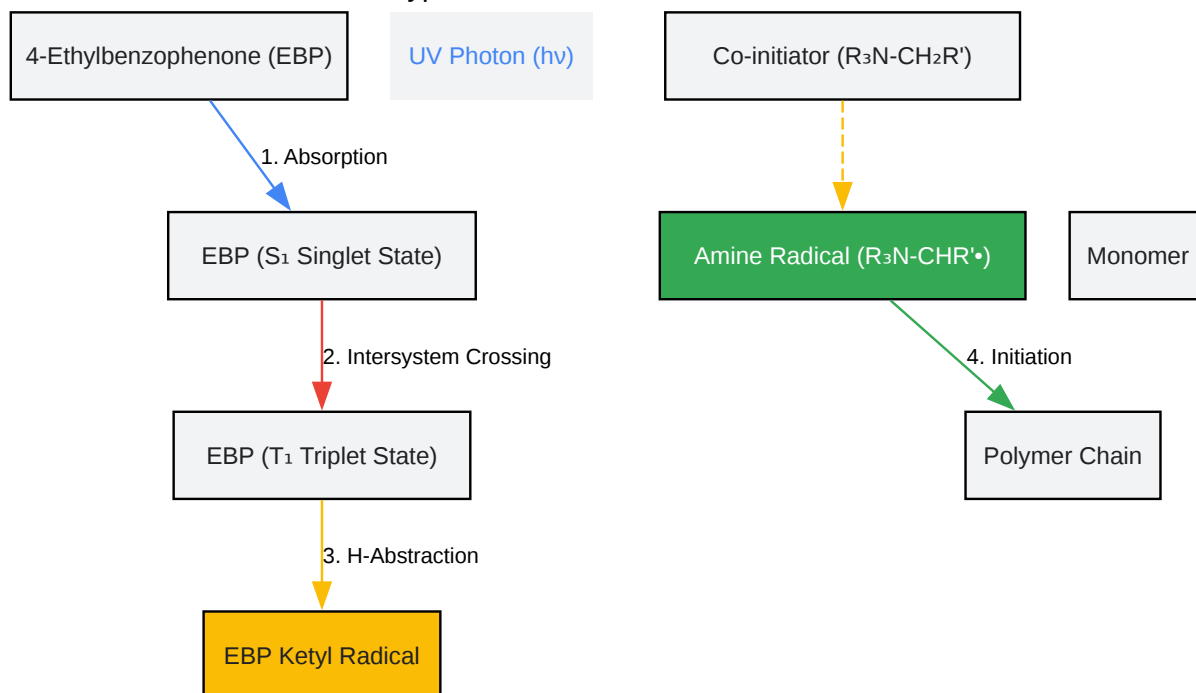 4-Ethylbenzophenone (EBP)
UV Photon (hν)
Co-initiator (R₃N-CH₂R')
1. Absorption
EBP (S₁ Singlet State)
Amine Radical (R₃N-CHR'•)
Monomer
2. Intersystem Crossing
4. Initiation
EBP (T₁ Triplet State)
Polymer Chain
3. H-Abstraction
EBP Ketyl Radical